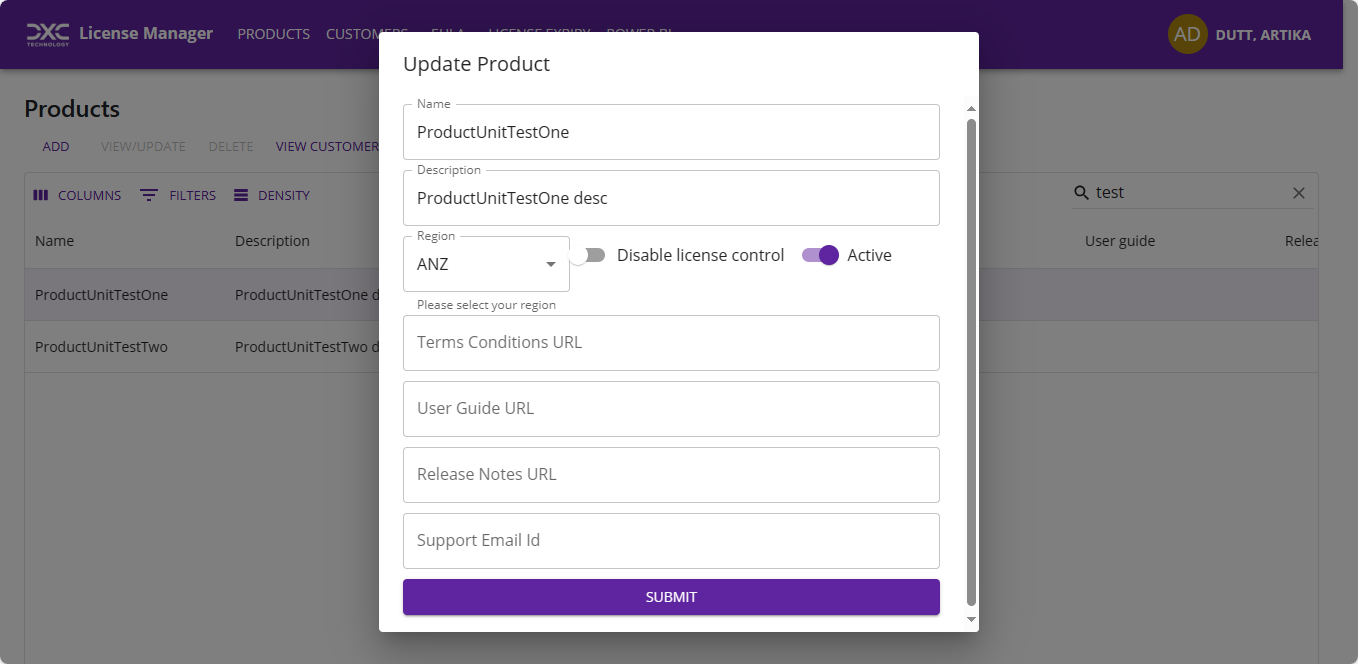 DXC
TECHNOLOGY
License Manager
PRODUCTS
CUSTOMERS
EULA
LICENSE EXPIRY
POWER BI
AD
DUTT, ARTIKA
Update Product
Products
ADD
VIEW/UPDATE
DELETE
VIEW CUSTOMER
Name
ProductUnitTestOne
Description
ProductUnitTestOne desc
COLUMNS
FILTERS
DENSITY
test
Name
Description
User guide
Relea
Region
ANZ
Disable license control
Active
Please select your region
ProductUnitTestOne
ProductUnitTestOne d
ProductUnitTestTwo
ProductUnitTestTwo d
Terms Conditions URL
User Guide URL
Release Notes URL
Support Email Id
SUBMIT